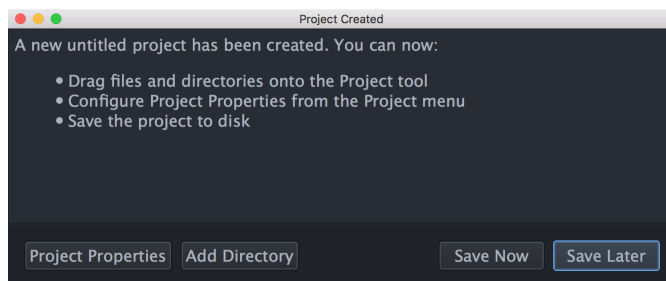 Project Created
A new untitled project has been created. You can now:
• Drag files and directories onto the Project tool
• Configure Project Properties from the Project menu
• Save the project to disk
Project Properties Add Directory Save Now Save Later